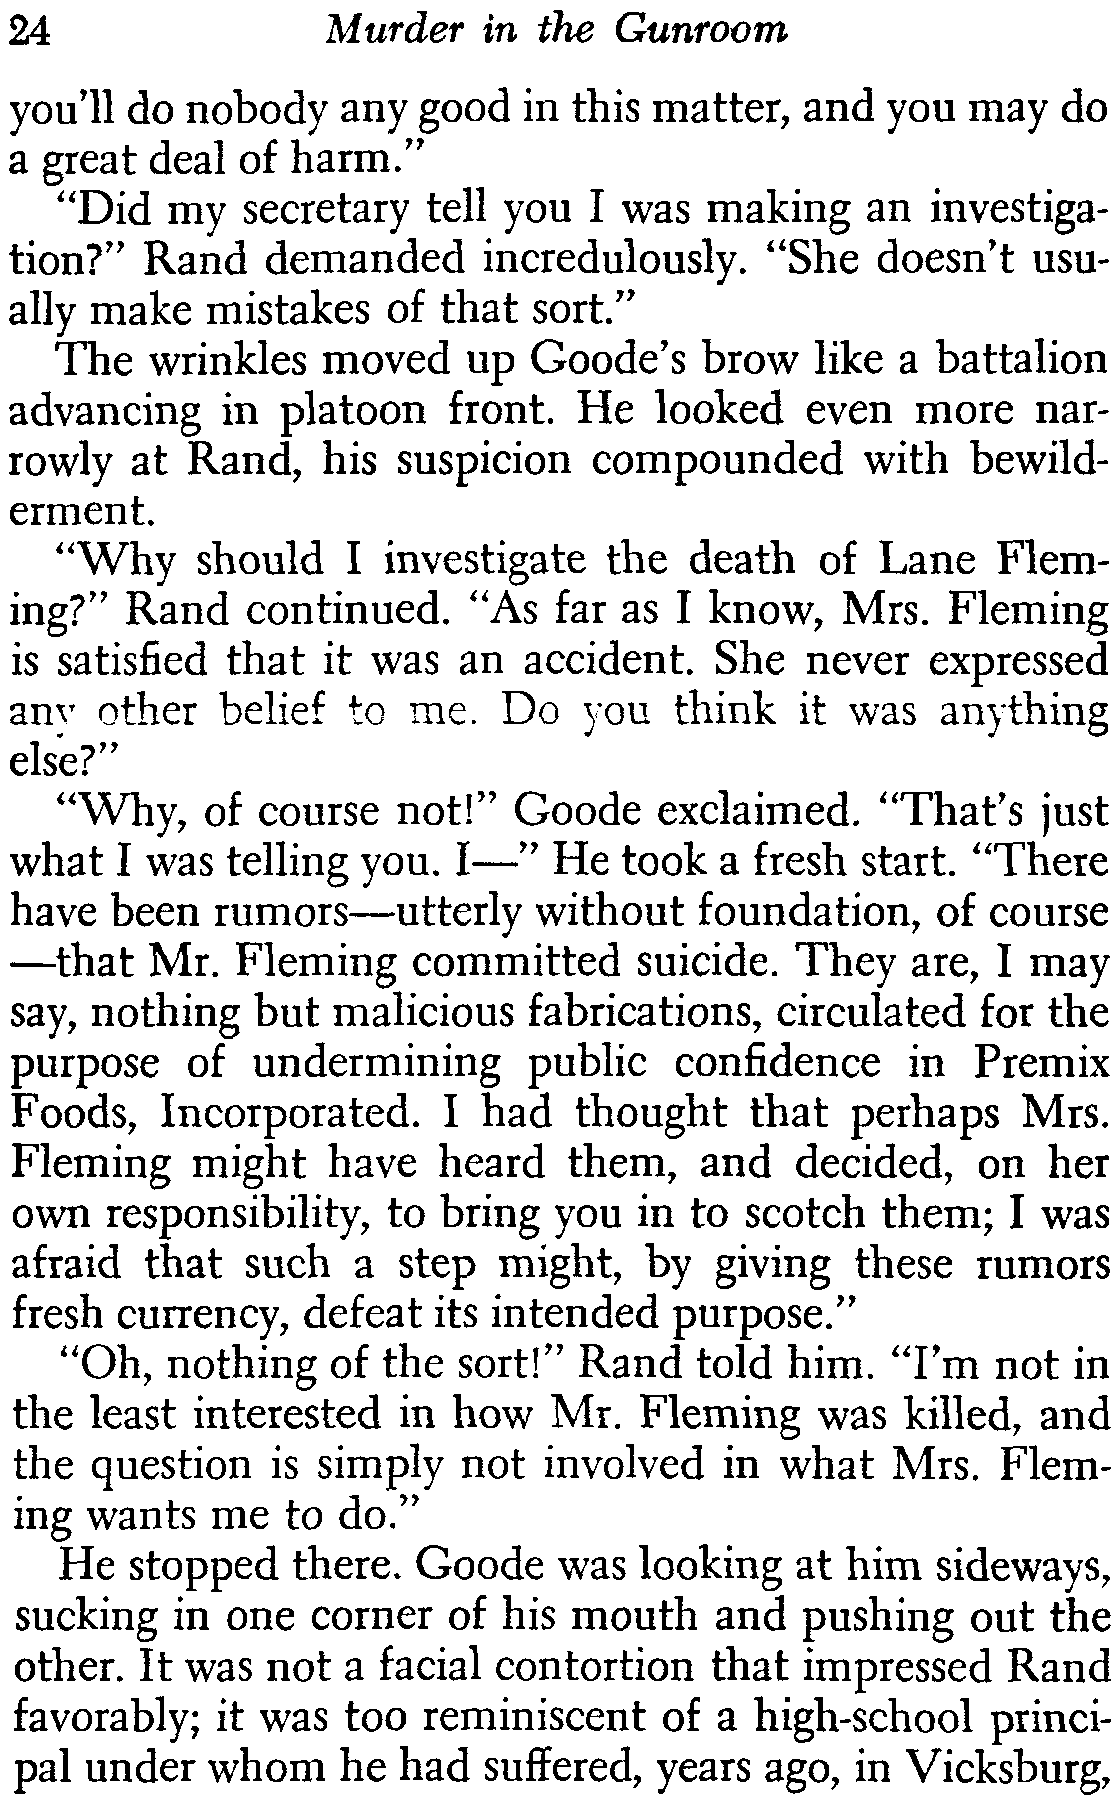 24 Murder in the Gunroom
you'll do nobody any good in this matter, and you may do
a great deal of harm."
"Did my secretary tell you I was making an investiga-
tion?" Rand demanded incredulously. "She doesn't usu-
ally make mistakes of that sort."
The wrinkles moved up Goode's brow like a battalion
advancing in platoon front. He looked even more nar-
rowly at Rand, his suspicion compounded with bewild-
erment.
"Why should I investigate the death of Lane Flem-
ing?" Rand continued. "As far as I know, Mrs. Fleming
is satisfied that it was an accident. She never expressed
any other belief to me. Do you think it was anything
else?"
"Why, of course not!" Goode exclaimed. "That's just
what I was telling you. I—" He took a fresh start. "There
have been rumors—utterly without foundation, of course
—that Mr. Fleming committed suicide. They are, I may
say, nothing but malicious fabrications, circulated for the
purpose of undermining public confidence in Premix
Foods, Incorporated. I had thought that perhaps Mrs.
Fleming might have heard them, and decided, on her
own responsibility, to bring you in to scotch them; I was
afraid that such a step might, by giving these rumors
fresh currency, defeat its intended purpose."
"Oh, nothing of the sort!" Rand told him. "I'm not in
the least interested in how Mr. Fleming was killed, and
the question is simply not involved in what Mrs. Flem-
ing wants me to do."
He stopped there. Goode was looking at him sideways,
sucking in one corner of his mouth and pushing out the
other. It was not a facial contortion that impressed Rand
favorably; it was too reminiscent of a high-school princi-
pal under whom he had suffered, years ago, in Vicksburg,